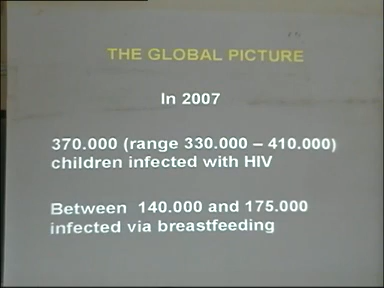 THE GLOBAL PICTURE
In 2007
370.000 (range 330.000 – 410.000)
children infected with HIV
Between 140.000 and 175.000
infected via breastfeeding